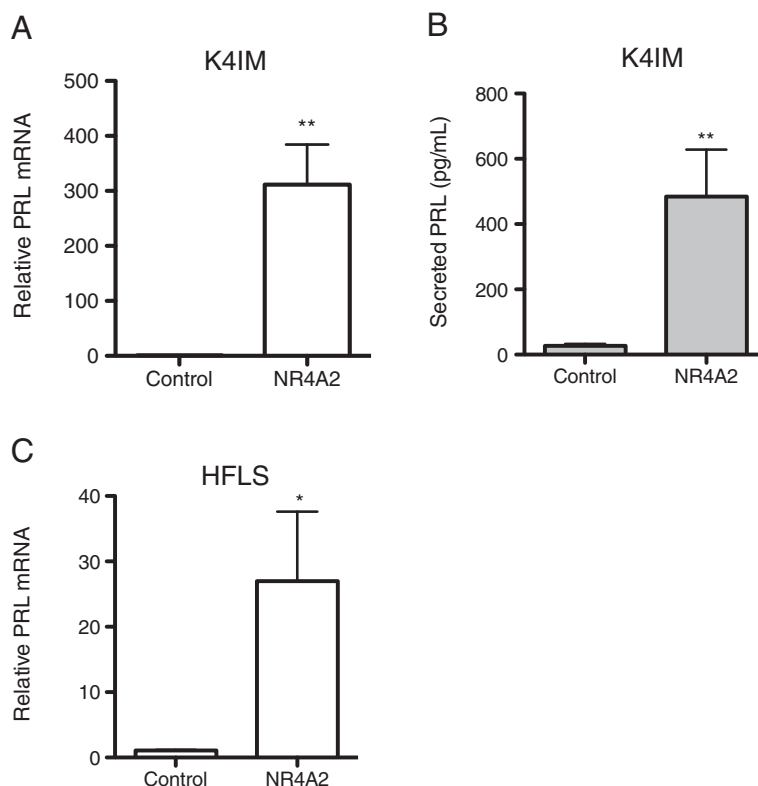 A
K4IM
Relative PRL mRNA
500
400
300
200
100
0
**
Control
NR4A2
B
K4IM
Secreted PRL (pg/mL)
800
600
400
200
0
**
Control
NR4A2
C
HFLS
Relative PRL mRNA
40
30
20
10
0
*
Control
NR4A2